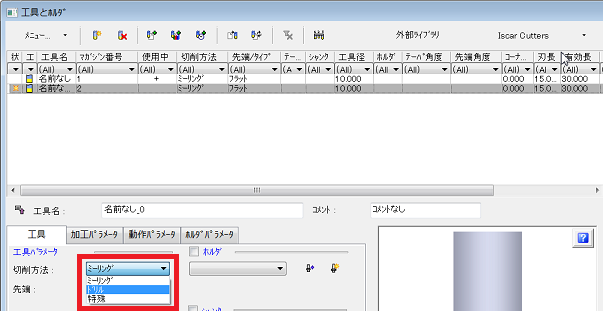 工具とﾎﾙﾀﾞ
ﾒﾆｭｰ... 外部ﾗｲﾌﾞﾗﾘ Iscar Cutters
状 工 工具名 ﾏｶﾞｼﾞﾝ番号 使用中 切削方法 先端/ﾀｲﾌﾟ ﾃｰ... ｼｬﾝｸ 工具径 ﾎﾙﾀﾞ ﾃｰﾊﾟ角度 先端角度 ｺｰﾅ... 刃長 有効長
(All) (All) (All) (All) (All) (A (All) (All) (All) (All) (All) (All) (All) (All)
名前なし 1 + ﾐｰﾘﾝｸﾞ ﾌﾗｯﾄ 10.000 0.000 15.0... 30.000
名前な... 2 ﾐｰﾘﾝｸﾞ ﾌﾗｯﾄ 10.000 0.000 15.0... 30.000
工具名 : 名前なし_0 ｺﾒﾝﾄ : ｺﾒﾝﾄなし
工具 加工ﾊﾟﾗﾒｰﾀ 動作ﾊﾟﾗﾒｰﾀ ﾎﾙﾀﾞﾊﾟﾗﾒｰﾀ
工具ﾊﾟﾗﾒｰﾀ ﾎﾙﾀﾞ
切削方法 : ﾐｰﾘﾝｸﾞ
ﾐｰﾘﾝｸﾞ
先端 : ﾄﾞﾘﾙ
特殊
ｼｬﾝｸ